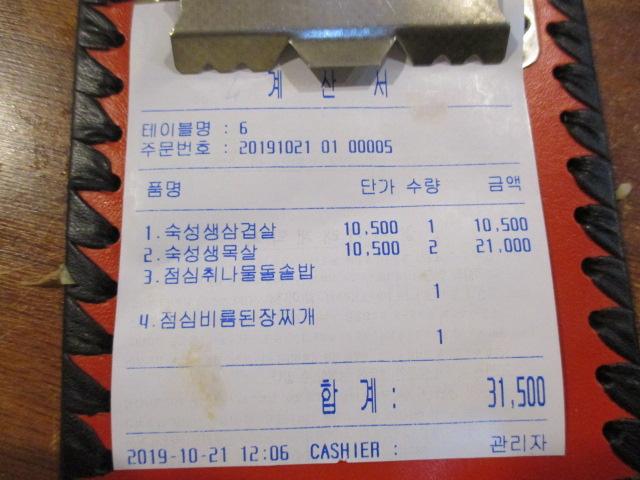 계 산 서
테이블명 : 6
주문번호 : 20191021 01 00005
품명 단가 수량 금액
1.숙성생삼겹살 10,500 1 10,500
2.숙성생목살 10,500 2 21,000
3.점심취나물돌솥밥
1
4.점심비름된장찌개
1
합 계 : 31,500
2019-10-21 12:06 CASHIER : 관리자